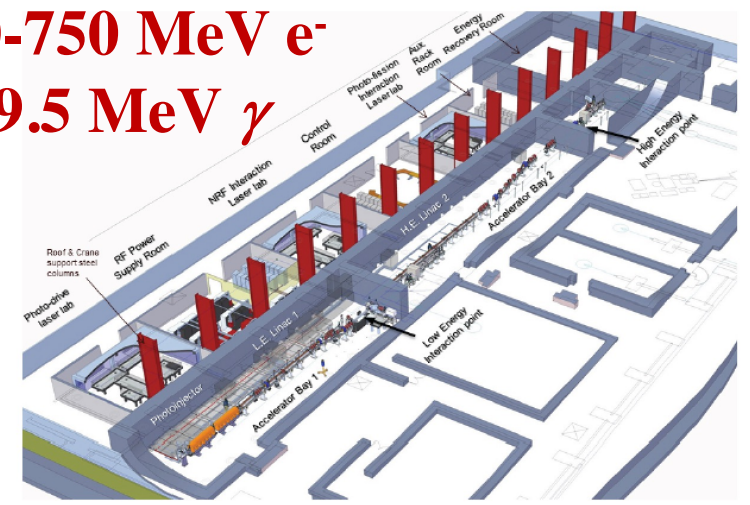 -750 MeV e-
9.5 MeV γ
Energy
Recovery Room
Aux.
Rack
Room
Photo-fission
Interaction
Laser lab
Control
Room
NRF Interaction
Laser lab
RF Power
Supply Room
Roof & Crane
support steel
columns
Photo-drive
laser lab
High Energy
Interaction point
Accelerator Bay 2
H.E. Linac 2
Low Energy
Interaction point
L.E. Linac 1
Accelerator Bay 1
Photoinjector